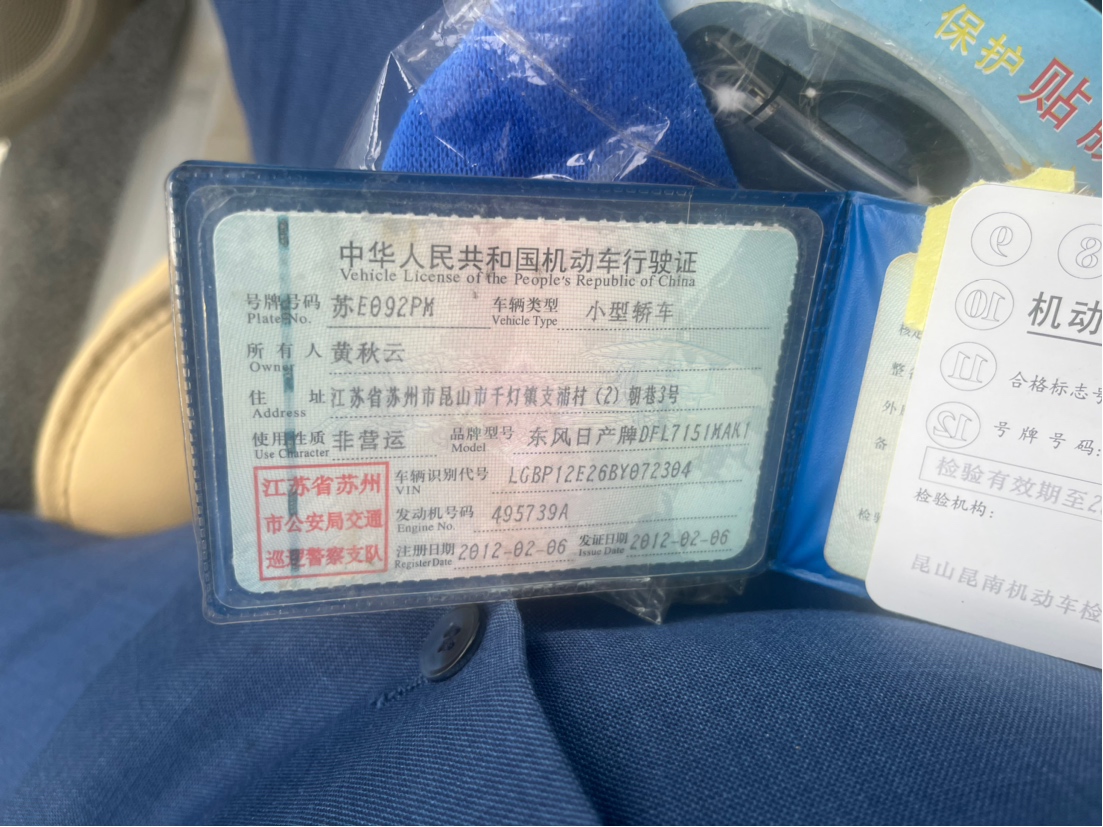 保护
贴膜
中华人民共和国机动车行驶证
Vehicle License of the People's Republic of China
号牌号码 苏E092PM 车辆类型 小型轿车
Plate No. Vehicle Type
所有人 黄秋云
Owner
住址 江苏省苏州市昆山市千灯镇支浦村(2)朝巷3号
Address
使用性质 非营运 品牌型号 东风日产牌DFL7151MAK1
Use Character Model
江苏省苏州
市公安局交通
巡逻警察支队
车辆识别代号 LGBP12E26BY072304
VIN
发动机号码 495739A
Engine No.
注册日期 2012-02-06 发证日期 2012-02-06
Register Date Issue Date
9
8
10
11
12
机动
合格标志号
号牌号码:
检验有效期至2
检验机构:
昆山昆南机动车检